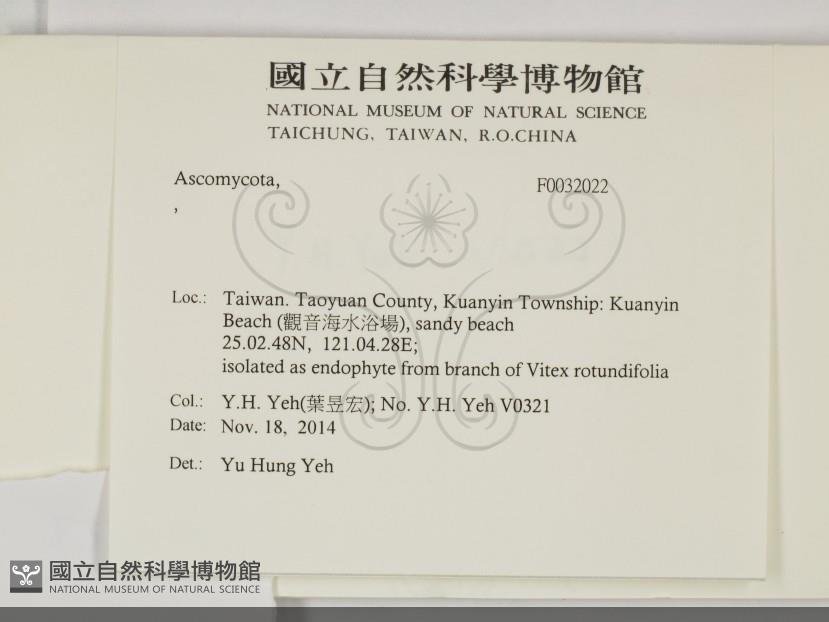 國立自然科學博物館
NATIONAL MUSEUM OF NATURAL SCIENCE
TAICHUNG, TAIWAN, R.O.CHINA
Ascomycota,
F0032022
,
Loc.: Taiwan. Taoyuan County, Kuanyin Township: Kuanyin
Beach (觀音海水浴場), sandy beach
25.02.48N, 121.04.28E;
isolated as endophyte from branch of Vitex rotundifolia
Col.: Y.H. Yeh(葉昱宏); No. Y.H. Yeh V0321
Date: Nov. 18, 2014
Det.: Yu Hung Yeh
國立自然科學博物館
NATIONAL MUSEUM OF NATURAL SCIENCE